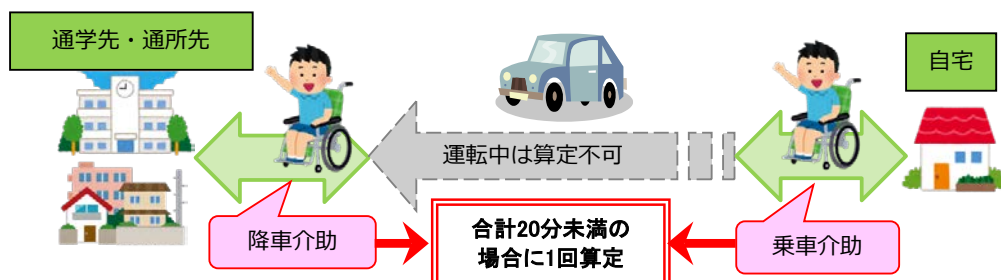 通学先・通所先
自宅
運転中は算定不可
降車介助
合計20分未満の
場合に1回算定
乗車介助